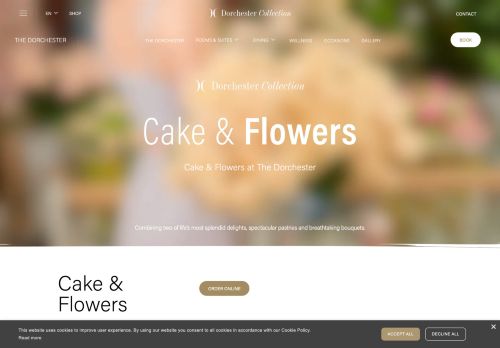 EN
SHOP
Dorchester Collection
CONTACT
THE DORCHESTER
THE DORCHESTER
ROOMS & SUITES
DINING
WELLNESS
OCCASIONS
GALLERY
BOOK
Dorchester Collection
Cake & Flowers
Cake & Flowers at The Dorchester
Combining two of life's most splendid delights, spectacular pastries and breathtaking bouquets.
Cake &
Flowers
ORDER ONLINE
This website uses cookies to improve user experience. By using our website you consent to all cookies in accordance with our Cookie Policy.
Read more
ACCEPT ALL
DECLINE ALL